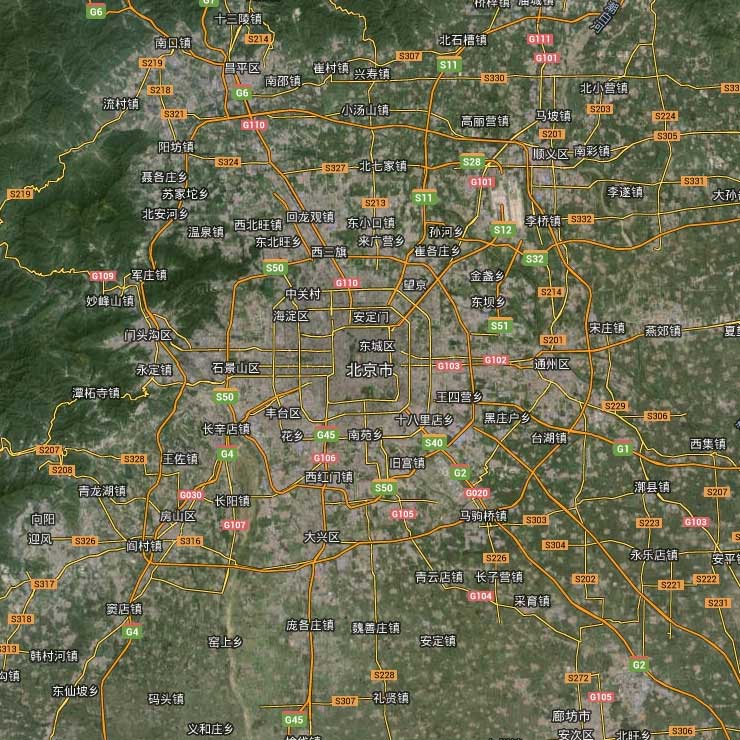 G6
G7
十三陵镇
南口镇
S214
昌平区
S219
S218
南邵镇
崔村镇
兴寿镇
S307
北石槽镇
S11
桥梓镇
庙城镇
G111
G101
S330
北小营镇
流村镇
S321
G6
G110
小汤山镇
高丽营镇
马坡镇
S203
S224
S201
S305
阳坊镇
S324
S327
北七家镇
S28
G101
顺义区
南彩镇
聂各庄乡
苏家坨乡
北安河乡
S219
S11
S331
李遂镇
大孙各
S213
温泉镇
西北旺镇
回龙观镇
东小口镇
来广营乡
东北旺乡
西三旗
孙河乡
崔各庄乡
S12
李桥镇
S332
S32
G109
军庄镇
妙峰山镇
S50
G110
中关村
海淀区
安定门
望京
金盏乡
东坝乡
S214
S51
门头沟区
永定镇
潭柘寺镇
石景山区
东城区
北京市
G103
G102
S201
宋庄镇
燕郊镇
通州区
S50
丰台区
长辛店镇
花乡
G45
南苑乡
十八里店乡
王四营乡
黑庄户乡
S229
S306
台湖镇
G1
西集镇
S207
S208
S328
王佐镇
G4
G106
S40
旧宫镇
G2
青龙湖镇
G030
西红门镇
S50
G020
漷县镇
S207
向阳
迎风
房山区
长阳镇
G107
G105
马驹桥镇
S303
S223
G103
S326
阎村镇
S316
大兴区
S304
永乐店镇
安平镇
S226
S317
青云店镇
长子营镇
S202
S221
S222
G104
采育镇
S231
窦店镇
S318
G4
庞各庄镇
魏善庄镇
安定镇
窑上乡
S313
韩村河镇
沟镇
东仙坡乡
码头镇
S228
S307
礼贤镇
G2
S272
G105
G45
义和庄乡
榆垡镇
廊坊市
安次区
北旺乡
S306